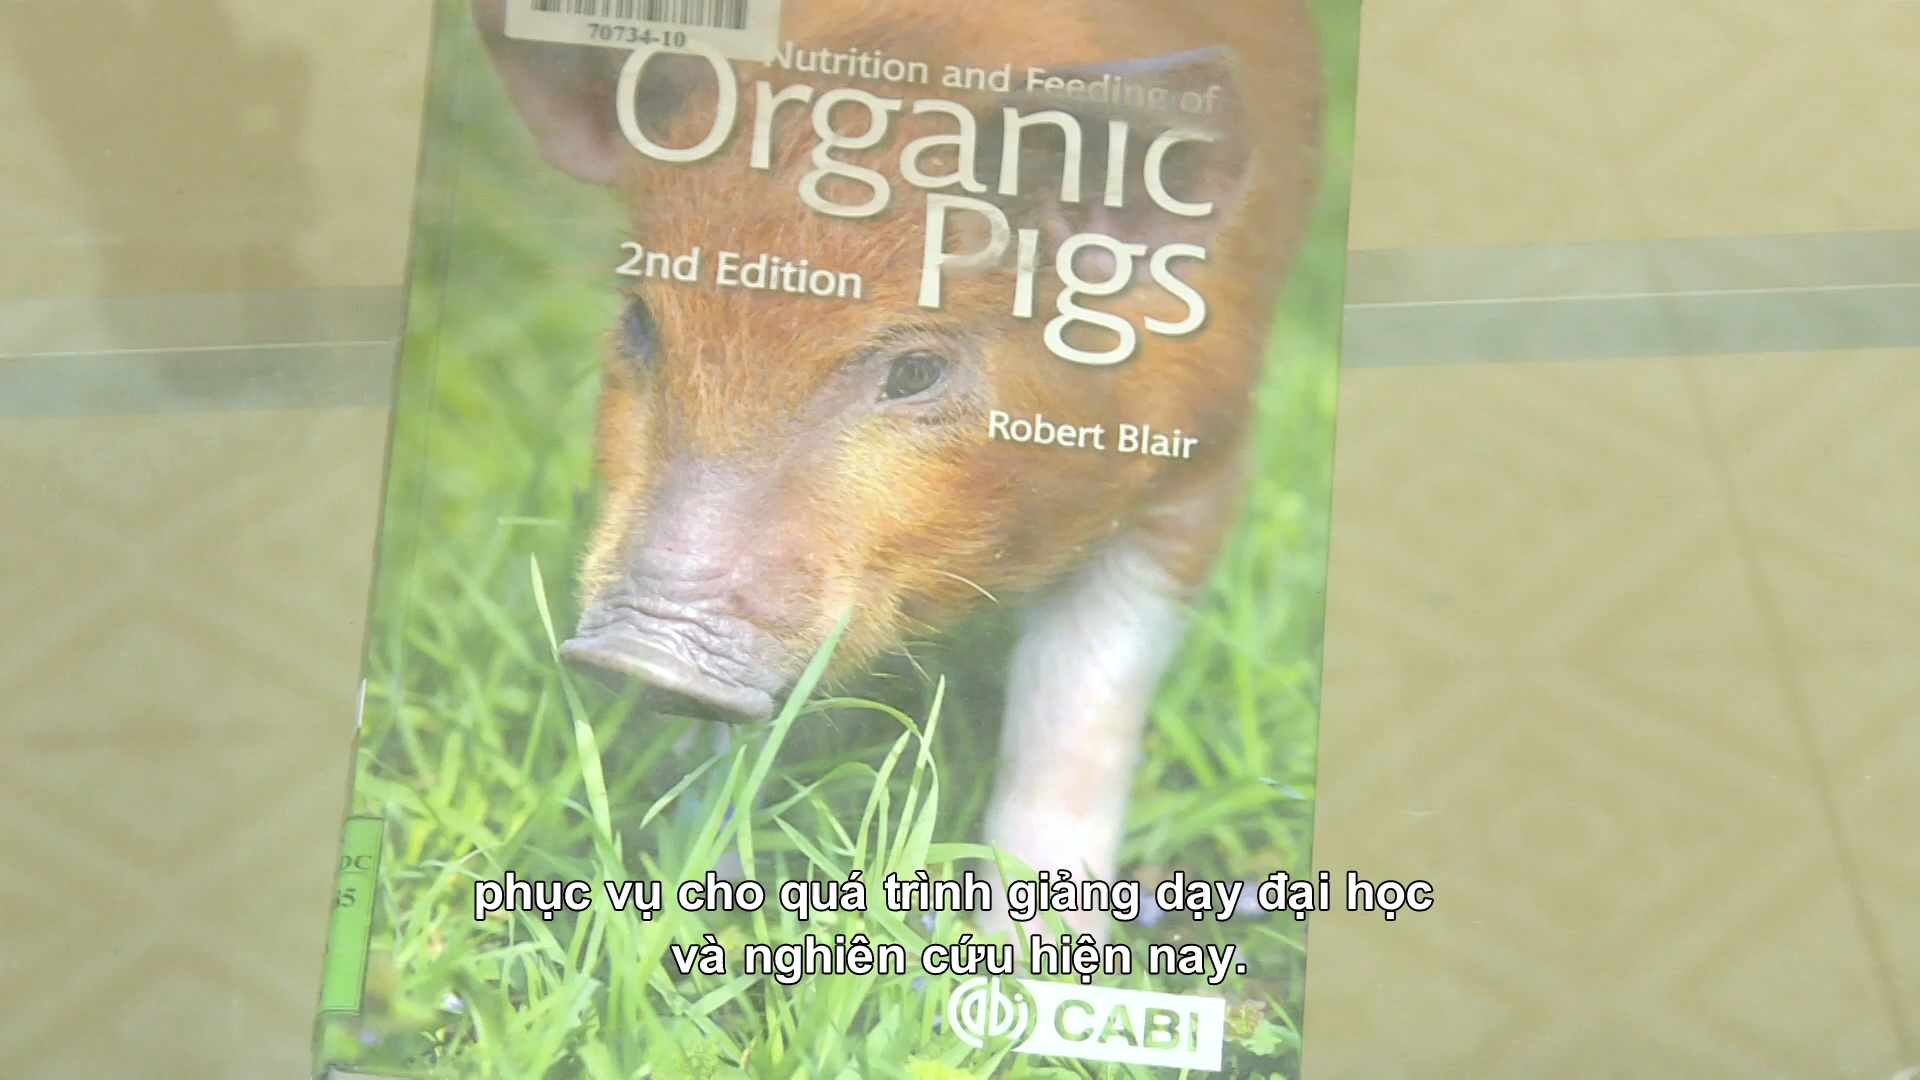 70734-10
Nutrition and Feeding of
Organic
Pigs
2nd Edition
Robert Blair
phục vụ cho quá trình giảng dạy đại học
và nghiên cứu hiện nay.
CABI